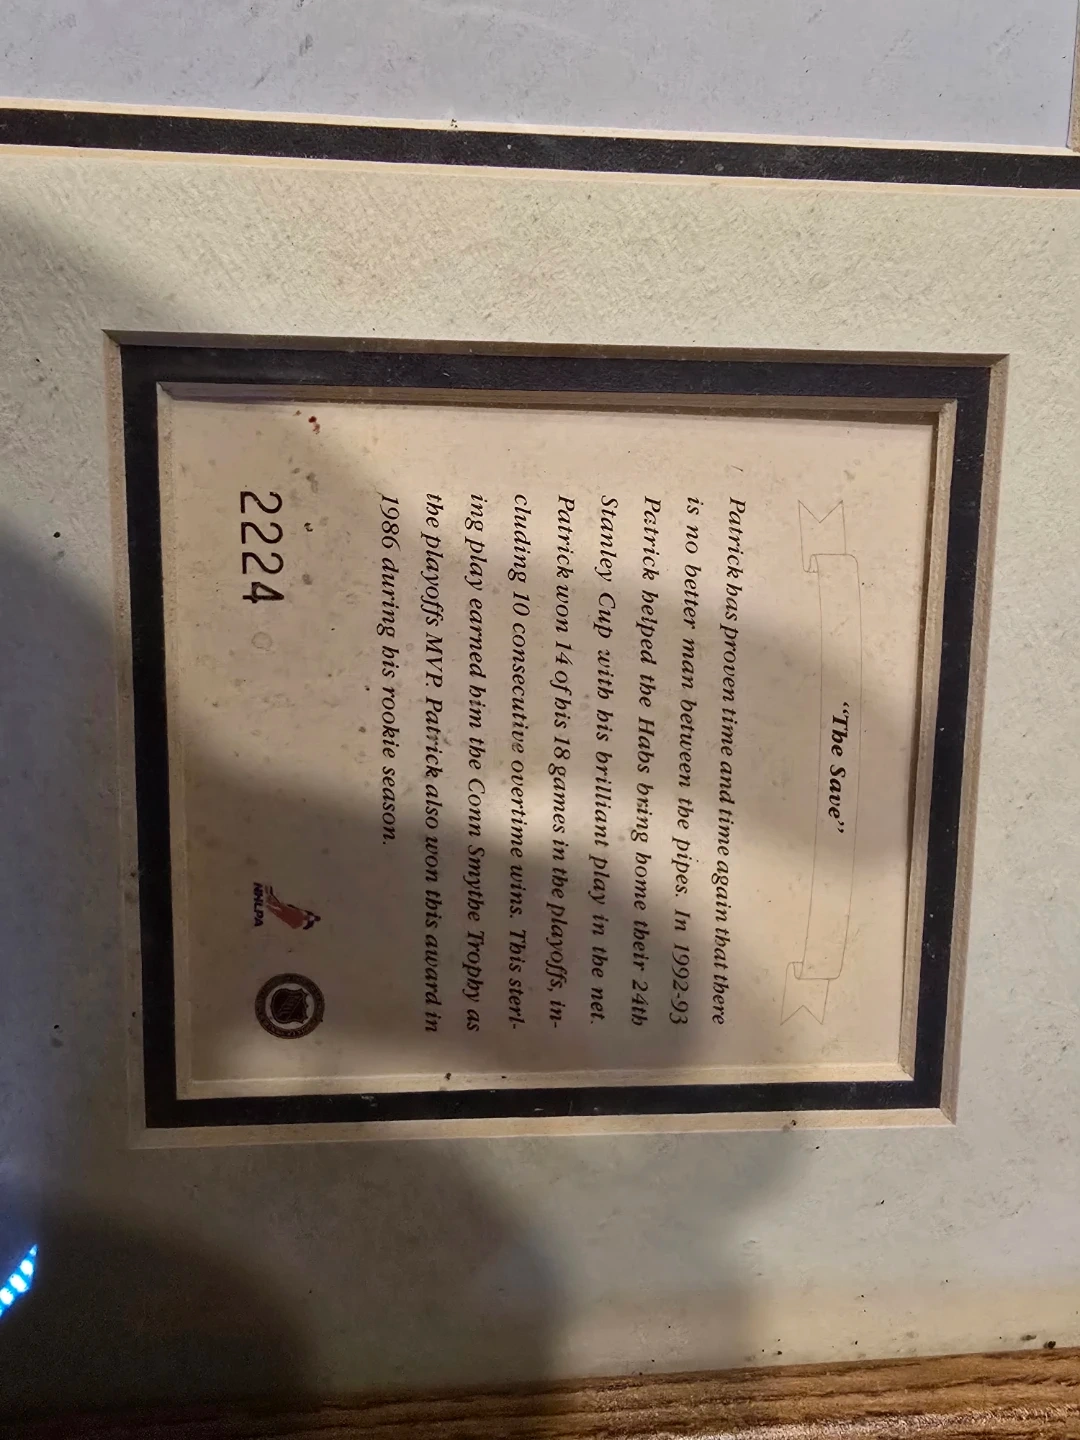 “The Save”
Patrick has proven time and time again that there
is no better man between the pipes. In 1992-93
Patrick helped the Habs bring home their 24th
Stanley Cup with his brilliant play in the net.
Patrick won 14 of his 18 games in the playoffs, in-
cluding 10 consecutive overtime wins. This sterl-
ing play earned him the Conn Smythe Trophy as
the playoffs MVP. Patrick also won this award in
1986 during his rookie season.
2224
NHLPA